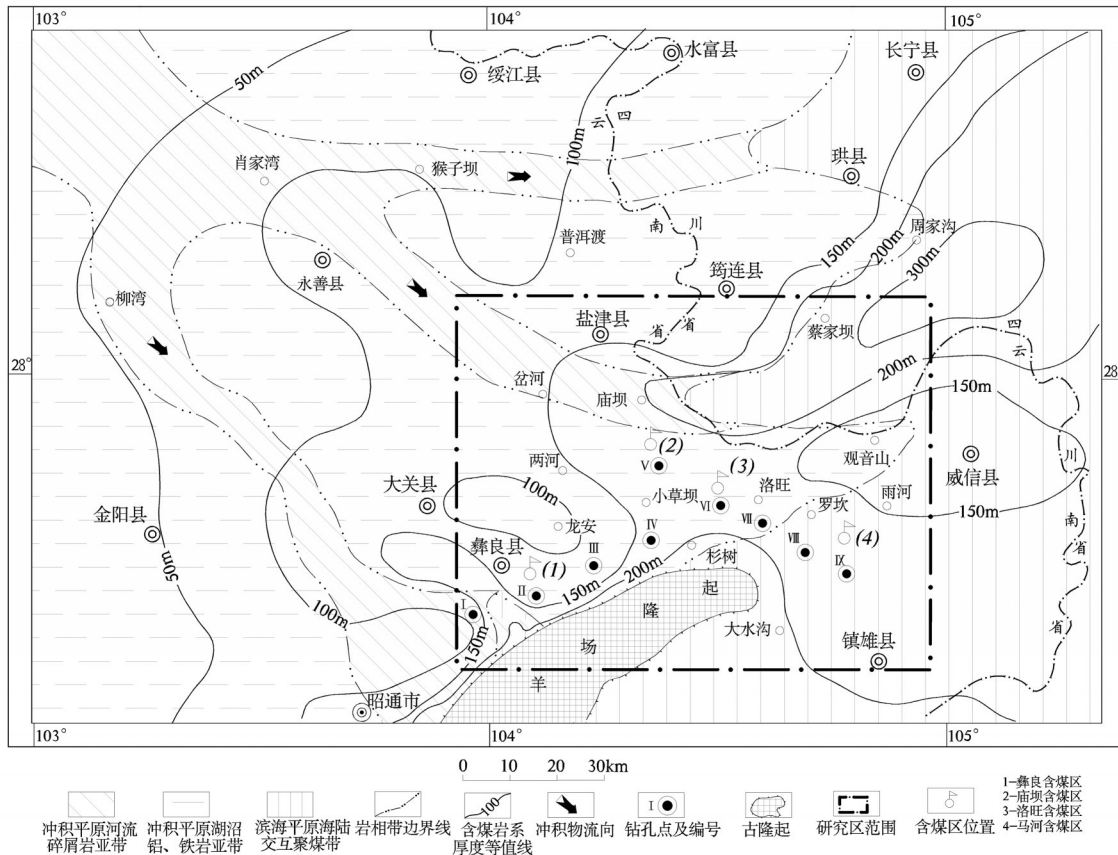 103°
104°
105°
水富县
长宁县
绥江县
50m
四
云
100m
珙县
肖家湾
猴子坝
周家沟
南
川
150m
200m
300m
普洱渡
永善县
筠连县
柳湾
省
省
盐津县
蔡家坝
四
云
28°
28
岔河
200m
庙坝
150m
(2)
V
观音山
川
威信县
两河
(3)
大关县
100m
小草坝
洛旺
雨河
金阳县
VI
罗坎
150m
南
龙安
IV
VII
(4)
省
彝良县
III
杉树
VIII
IX
50m
(1)
200m
起
II
150m
隆
省
100m
I
场
大水沟
150m
镇雄县
羊
昭通市
103°
104°
105°
0 10 20 30km
1-彝良含煤区
2-庙坝含煤区
3-洛旺含煤区
4-马河含煤区
100
I
冲积平原河流
碎屑岩亚带
冲积平原湖沼
铝、铁岩亚带
滨海平原海陆
交互聚煤带
岩相带边界线
含煤岩系
厚度等值线
冲积物流向
钻孔点及编号
古隆起
研究区范围
含煤区位置